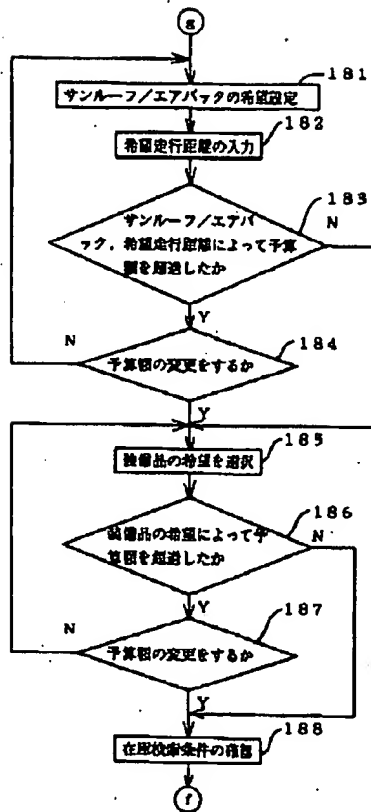 g
181
サンルーフ/エアバックの希望設定
182
希望走行距離の入力
183
サンルーフ/エアバ
ック、希望走行距離によって予算
額を超過したか
N
Y
184
N
予算額の変更をするか
Y
185
装備品の希望を選択
186
装備品の希望によって予
算額を超過したか
N
Y
187
N
予算額の変更をするか
Y
188
在庫検索条件の確認
f